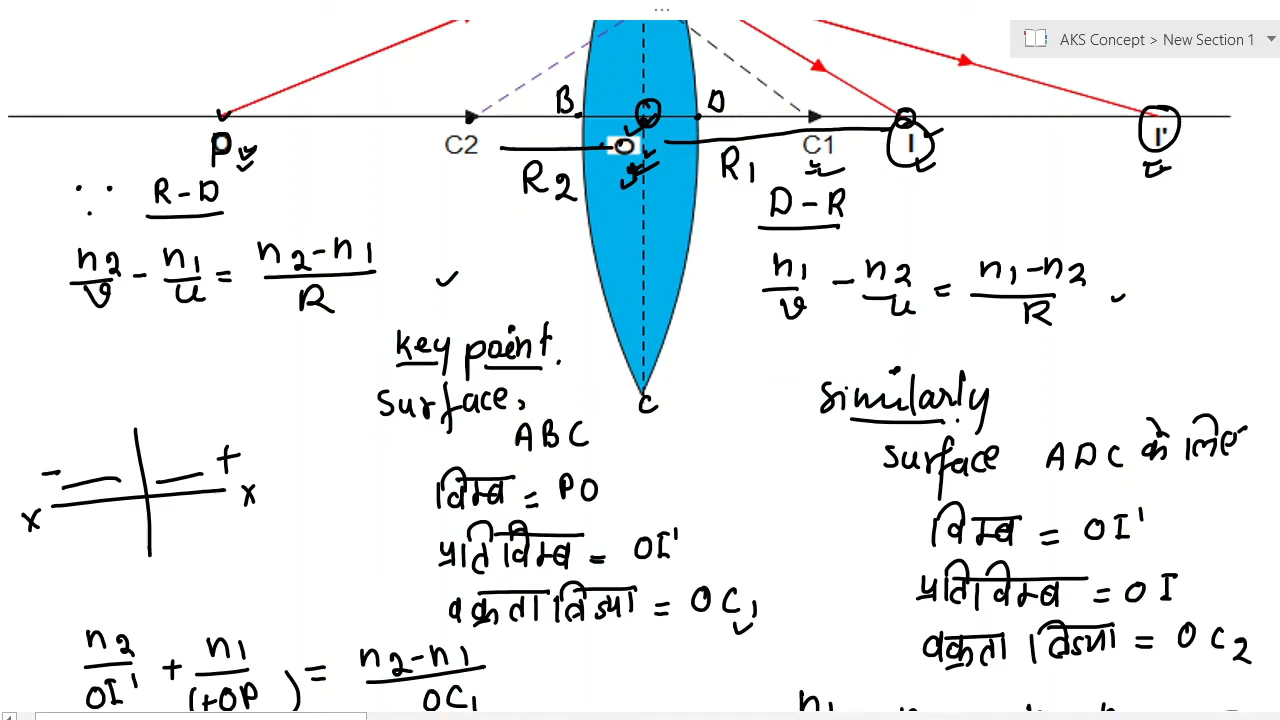 AKS Concept > New Section 1
B D
P C2 O C1 I I'
R2 R1
∵ R-D
D-R
n2/v - n1/u = (n2-n1)/R
n1/v - n2/u = (n1-n2)/R
key point.
surface,
C
ABC
बिम्ब = PO
प्रतिबिम्ब = OI'
वक्रता त्रिज्या = OC1
similarly
surface ADC के लिए
बिम्ब = OI'
प्रतिबिम्ब = OI
वक्रता त्रिज्या = OC2
- +
x x
n2/OI' + n1/(+OP) = (n2-n1)/OC1
n1